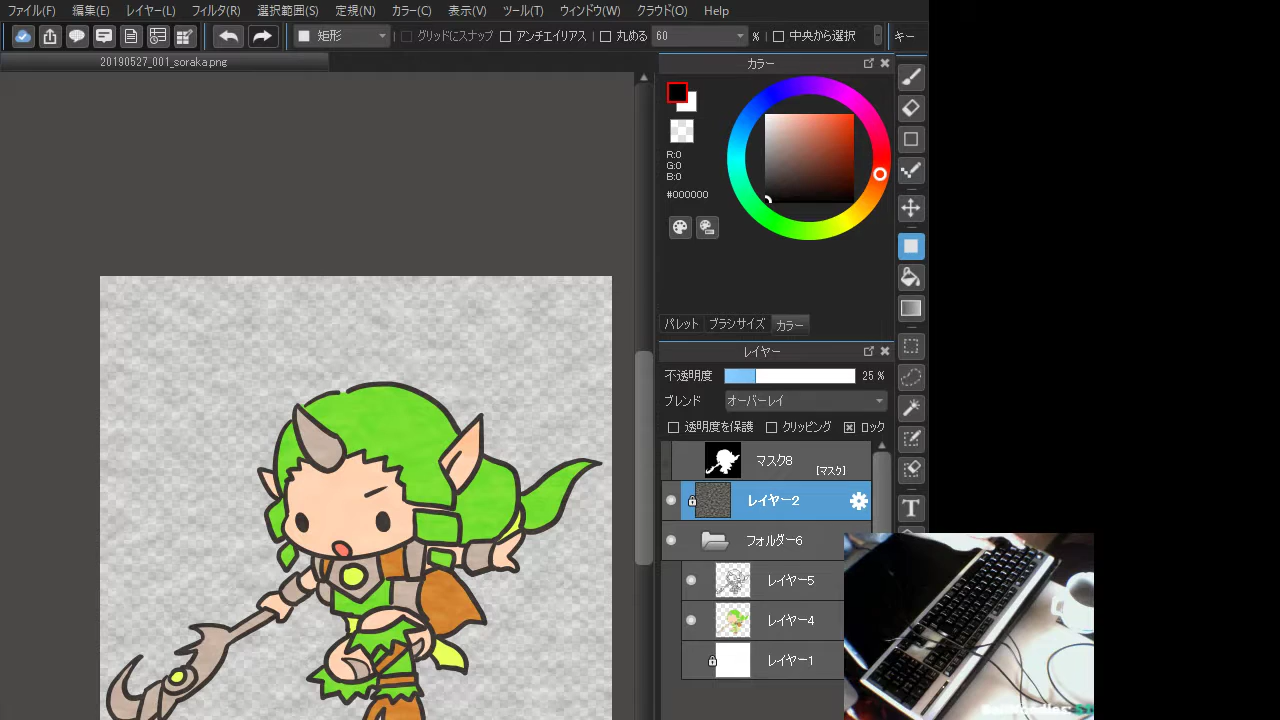 ファイル(F) 編集(E) レイヤー(L) フィルタ(R) 選択範囲(S) 定規(N) カラー(C) 表示(V) ツール(T) ウィンドウ(W) クラウド(O) Help
矩形 グリッドにスナップ アンチエイリアス 丸める 60 % 中央から選択 キー
20190527_001_soraka.png
カラー
R:0
G:0
B:0
#000000
パレット ブラシサイズ カラー
レイヤー
不透明度 25 %
ブレンド オーバーレイ
透明度を保護 クリッピング ロック
マスク8
[マスク]
レイヤー2
フォルダー6
レイヤー5
レイヤー4
レイヤー1
T